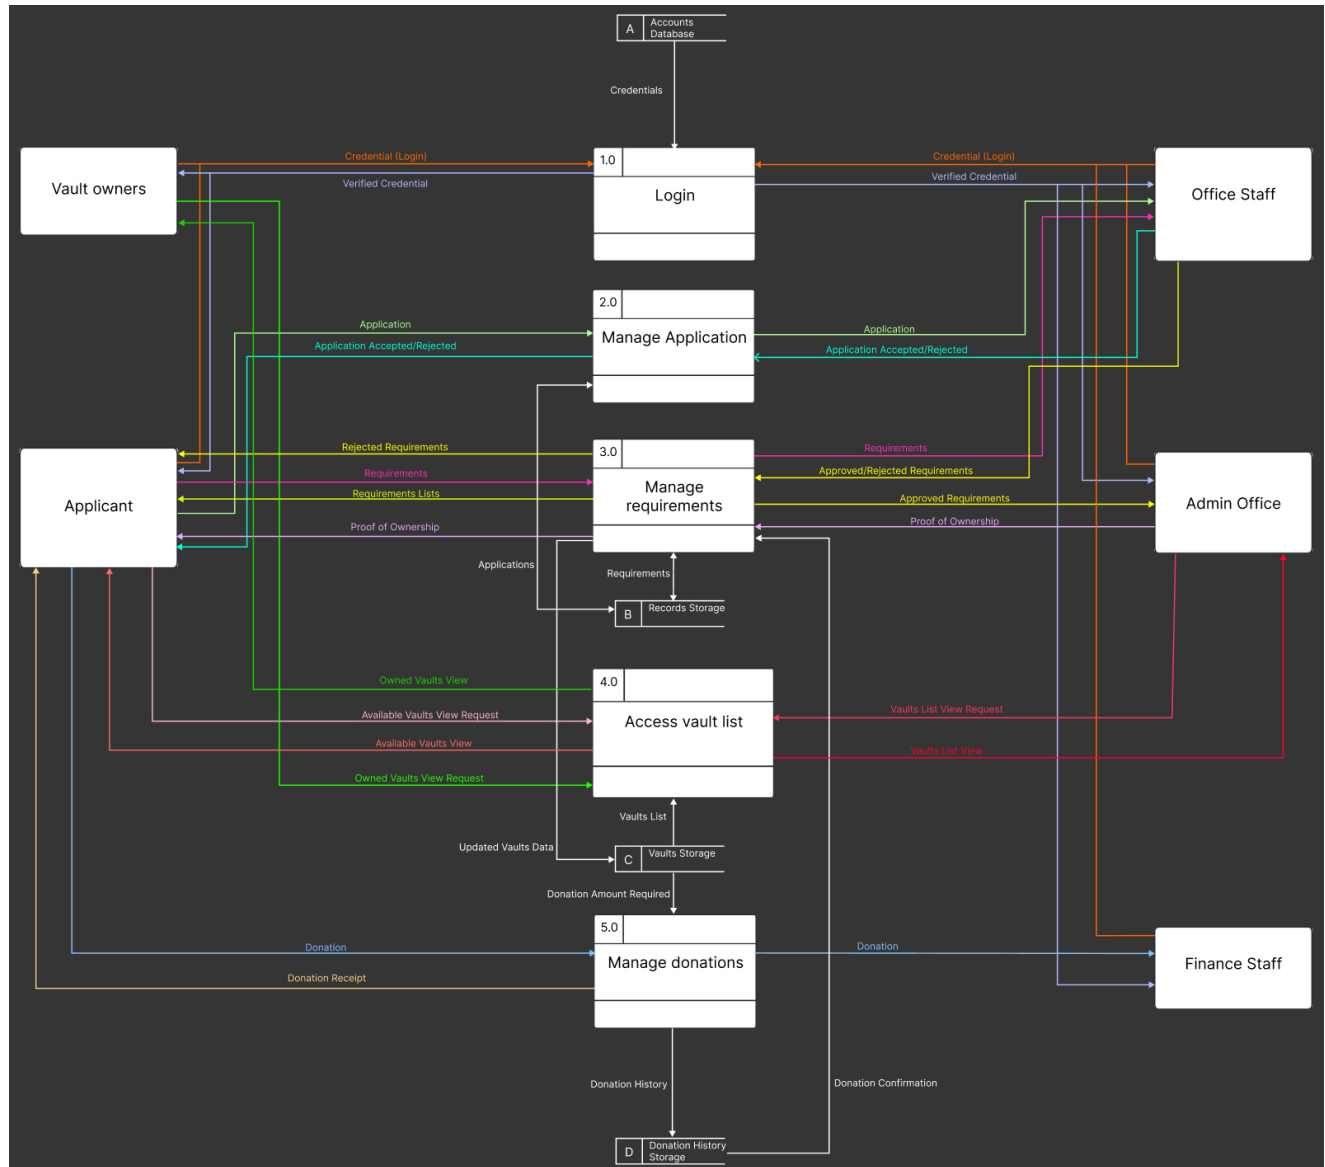 A
Accounts
Database
Credentials
Vault owners
Credential (Login)
Verified Credential
1.0
Login
Credential (Login)
Verified Credential
Office Staff
2.0
Manage Application
Application
Application Accepted/Rejected
Application
Application Accepted/Rejected
Applicant
Rejected Requirements
Requirements
Requirements Lists
Proof of Ownership
3.0
Manage
requirements
Requirements
Approved/Rejected Requirements
Approved Requirements
Proof of Ownership
Admin Office
Applications
Requirements
B
Records Storage
4.0
Access vault list
Owned Vaults View
Available Vaults View Request
Available Vaults View
Owned Vaults View Request
Vaults List View Request
Vaults List View
Vaults List
Updated Vaults Data
C
Vaults Storage
Donation Amount Required
5.0
Manage donations
Donation
Donation Receipt
Donation
Finance Staff
Donation History
Donation Confirmation
D
Donation History
Storage